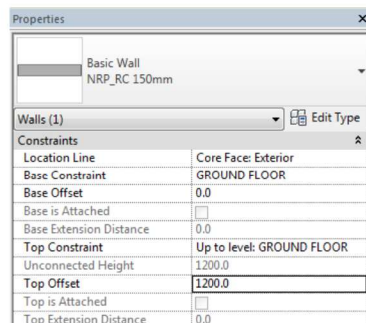 Properties
Basic Wall
NRP_RC 150mm
Walls (1) Edit Type
Constraints
Location Line Core Face: Exterior
Base Constraint GROUND FLOOR
Base Offset 0.0
Base is Attached
Base Extension Distance 0.0
Top Constraint Up to level: GROUND FLOOR
Unconnected Height 1200.0
Top Offset 1200.0
Top is Attached
Top Extension Distance 0.0